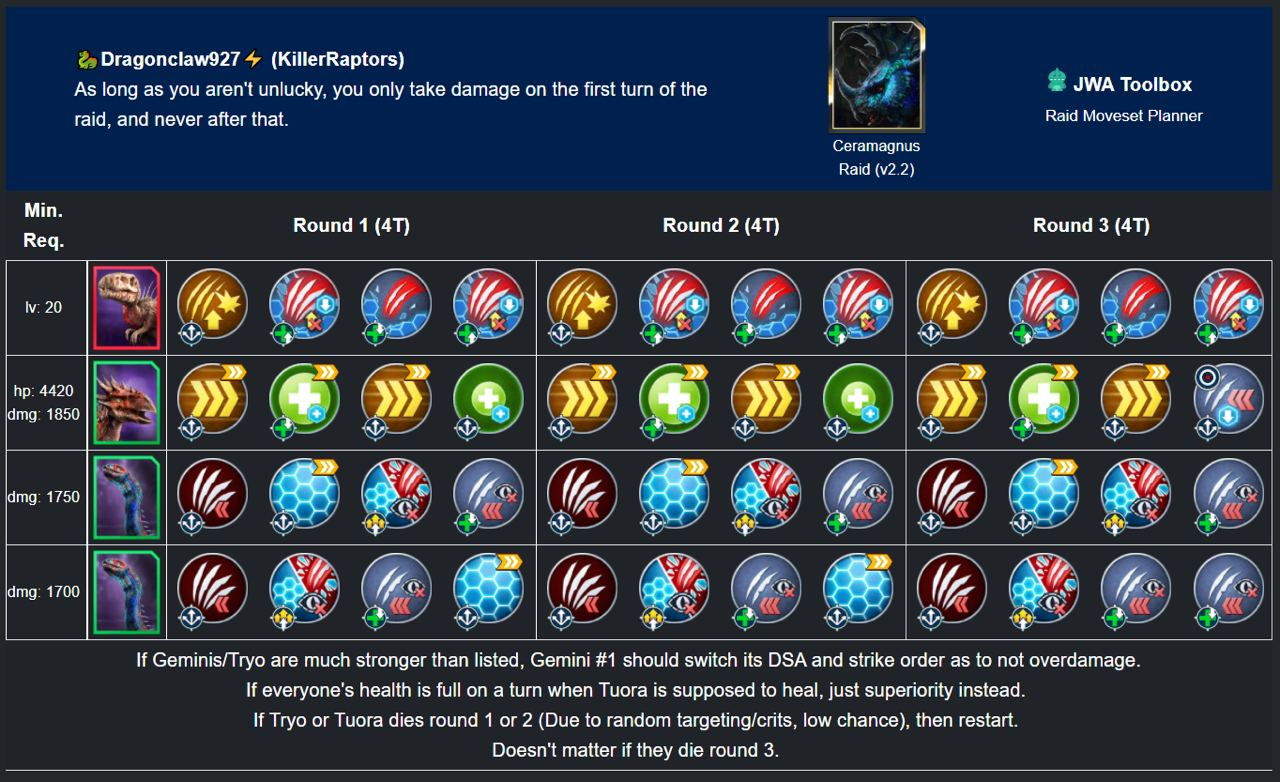 Dragonclaw927⚡ (KillerRaptors)
As long as you aren't unlucky, you only take damage on the first turn of the
raid, and never after that.
Ceramagnus
Raid (v2.2)
JWA Toolbox
Raid Moveset Planner
Min.
Req.
Round 1 (4T)
Round 2 (4T)
Round 3 (4T)
lv: 20
hp: 4420
dmg: 1850
dmg: 1750
dmg: 1700
If Geminis/Tryo are much stronger than listed, Gemini #1 should switch its DSA and strike order as to not overdamage.
If everyone's health is full on a turn when Tuora is supposed to heal, just superiority instead.
If Tryo or Tuora dies round 1 or 2 (Due to random targeting/crits, low chance), then restart.
Doesn't matter if they die round 3.